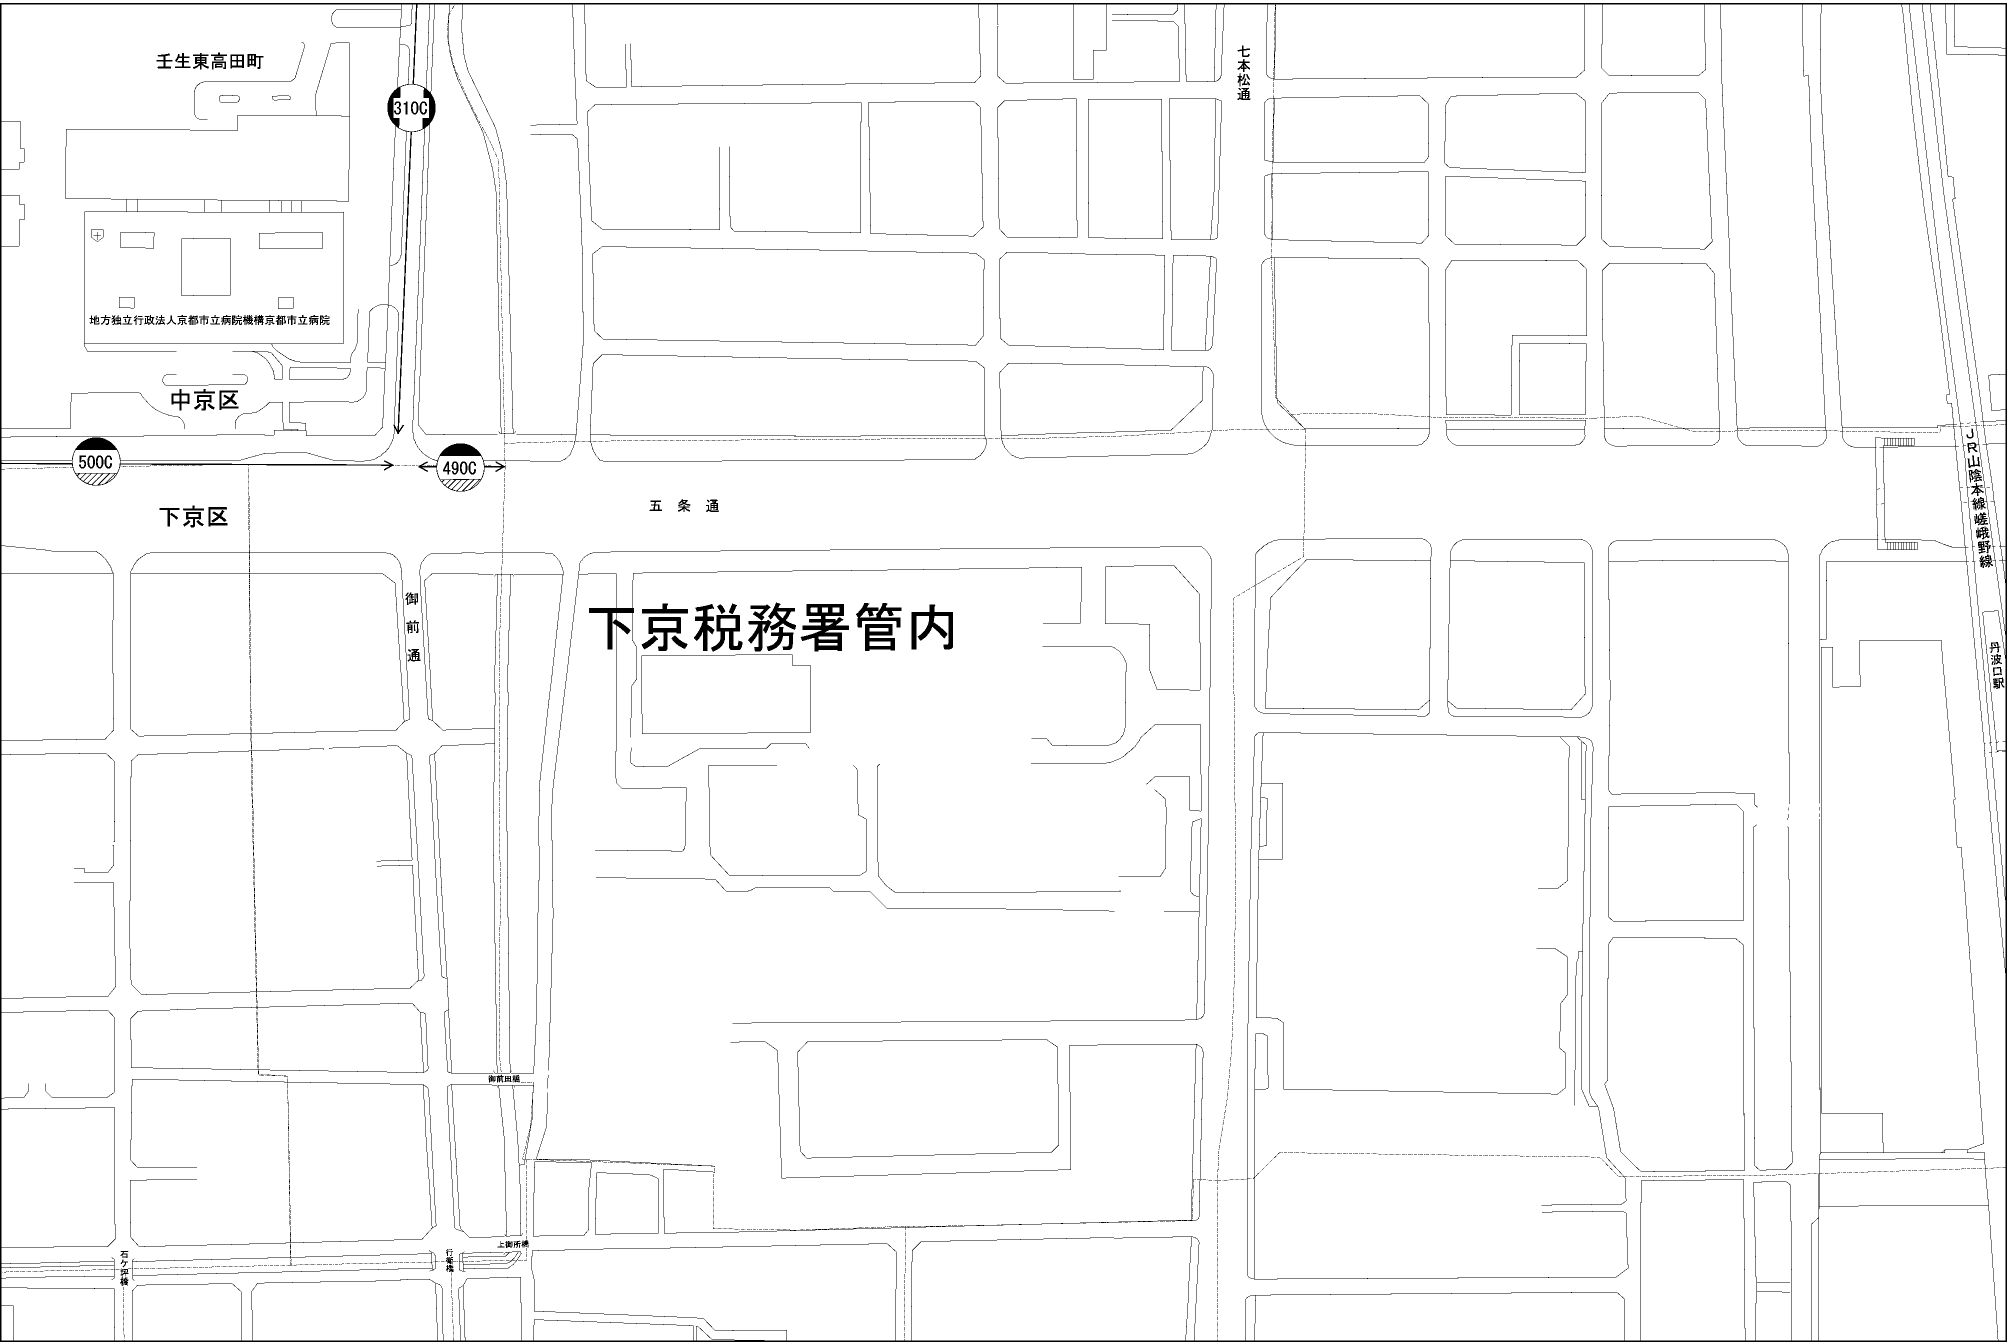 壬生東高田町
七本松通
310C
地方独立行政法人京都市立病院機構京都市立病院
中京区
500C
490C
下京区
五条通
JR山陰本線嵯峨野線
御前通
下京税務署管内
丹波口駅
御前田橋
上御所橋
石ケ坪橋
行衛橋